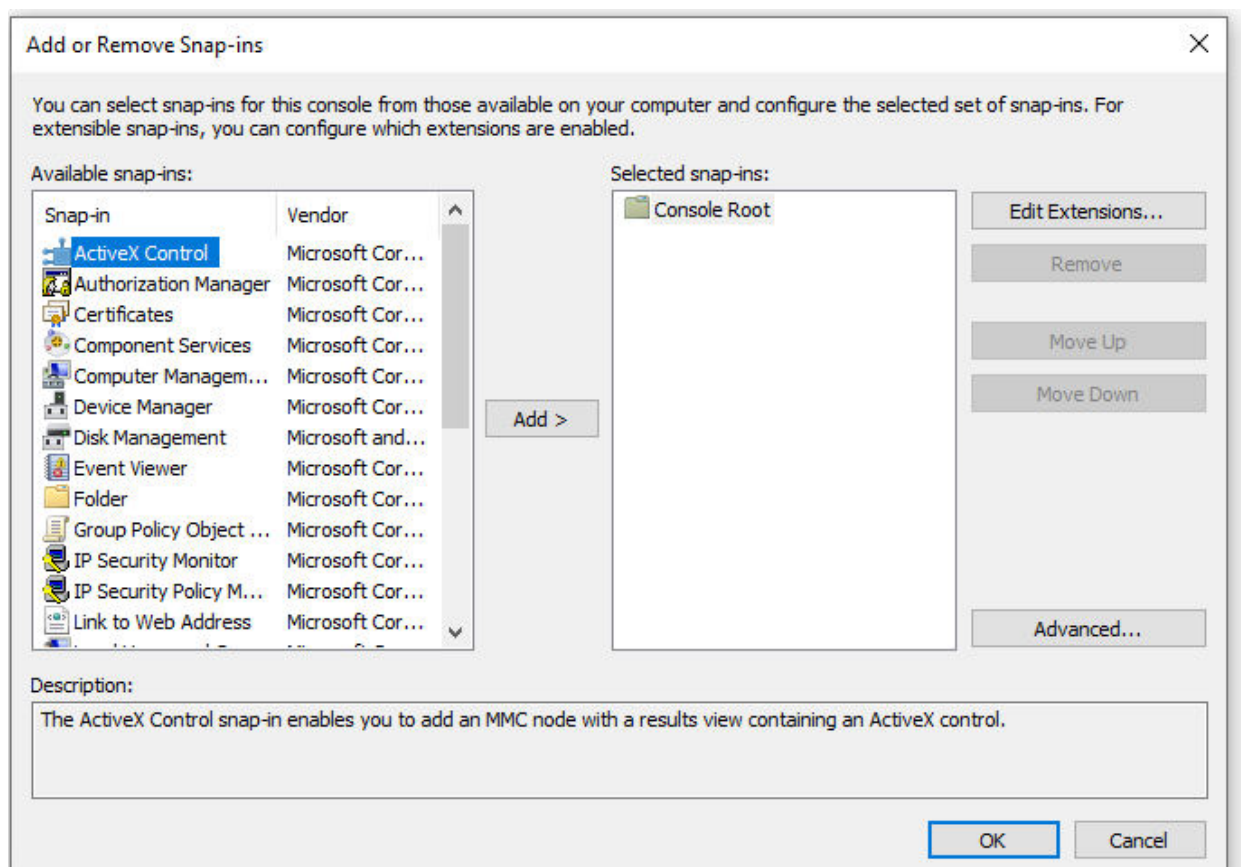 Add or Remove Snap-ins
You can select snap-ins for this console from those available on your computer and configure the selected set of snap-ins. For
extensible snap-ins, you can configure which extensions are enabled.
Available snap-ins:
Snap-in Vendor
ActiveX Control Microsoft Cor...
Authorization Manager Microsoft Cor...
Certificates Microsoft Cor...
Component Services Microsoft Cor...
Computer Managem... Microsoft Cor...
Device Manager Microsoft Cor...
Disk Management Microsoft and...
Event Viewer Microsoft Cor...
Folder Microsoft Cor...
Group Policy Object ... Microsoft Cor...
IP Security Monitor Microsoft Cor...
IP Security Policy M... Microsoft Cor...
Link to Web Address Microsoft Cor...
Add >
Selected snap-ins:
Console Root
Edit Extensions...
Remove
Move Up
Move Down
Advanced...
Description:
The ActiveX Control snap-in enables you to add an MMC node with a results view containing an ActiveX control.
OK
Cancel